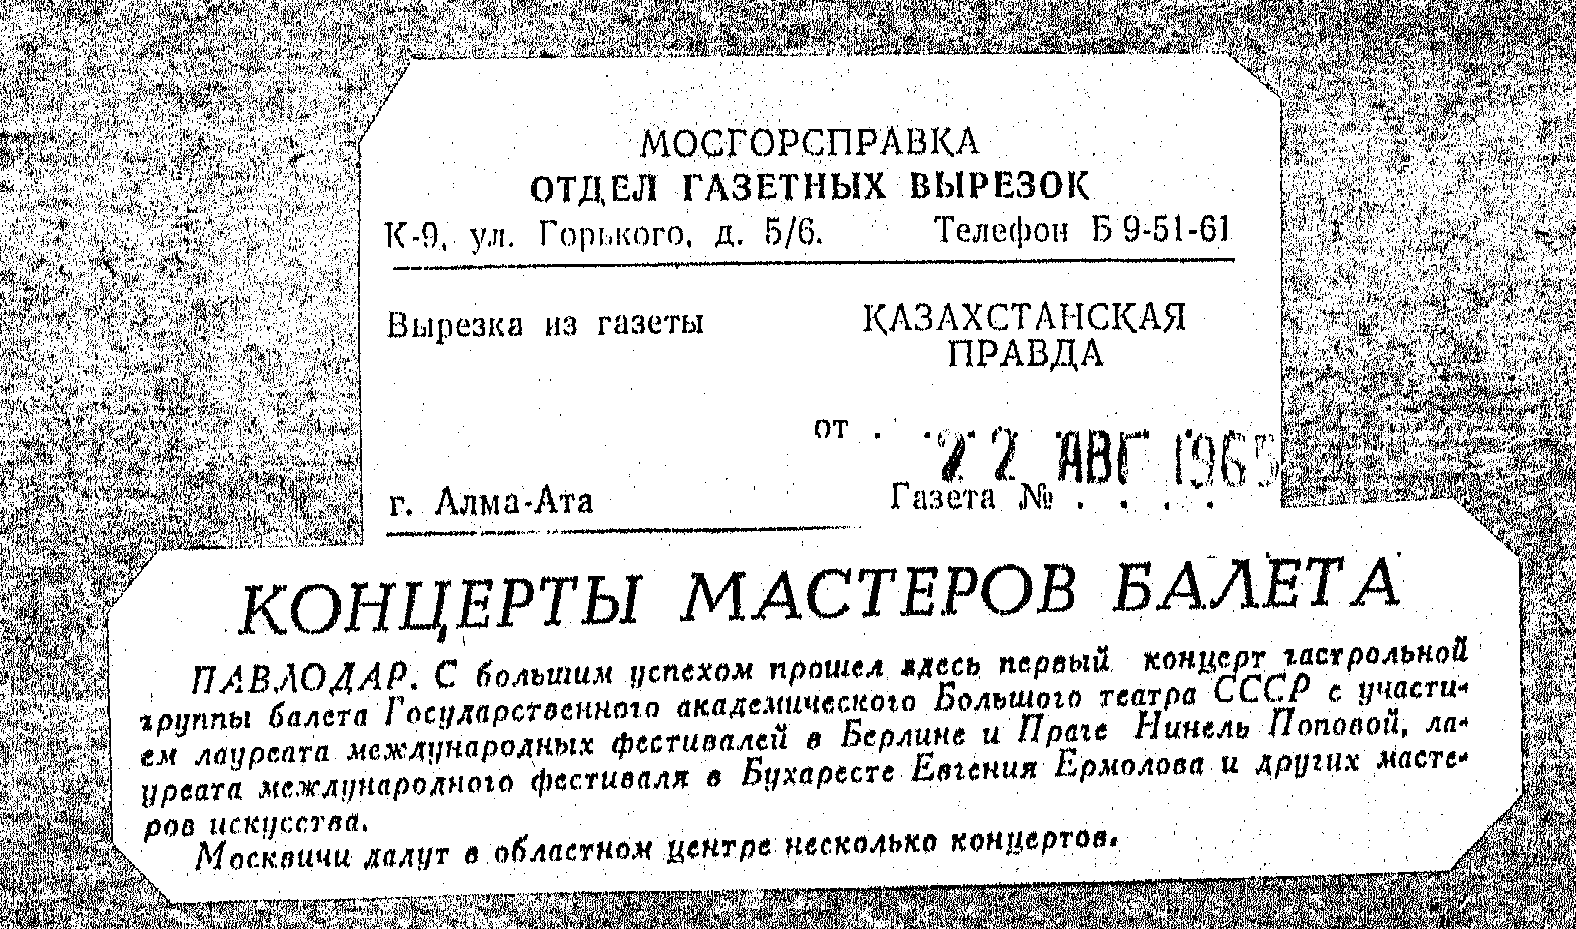 МОСГОРСПРАВКА
ОТДЕЛ ГАЗЕТНЫХ ВЫРЕЗОК
К-9, ул. Горького, д. 5/6. Телефон Б 9-51-61
Вырезка из газеты КАЗАХСТАНСКАЯ
ПРАВДА
от . 22 АВГ 1965
г. Алма-Ата Газета № . . . .
КОНЦЕРТЫ МАСТЕРОВ БАЛЕТА
ПАВЛОДАР. С большим успехом прошел здесь первый концерт гастрольной
группы балета Государственного академического Большого театра СССР с участи-
ем лауреата международных фестивалей в Берлине и Праге Нинель Поповой, ла-
уреата международного фестиваля в Бухаресте Евгения Ермолова и других масте-
ров искусства.
Москвичи дадут в областном центре несколько концертов.